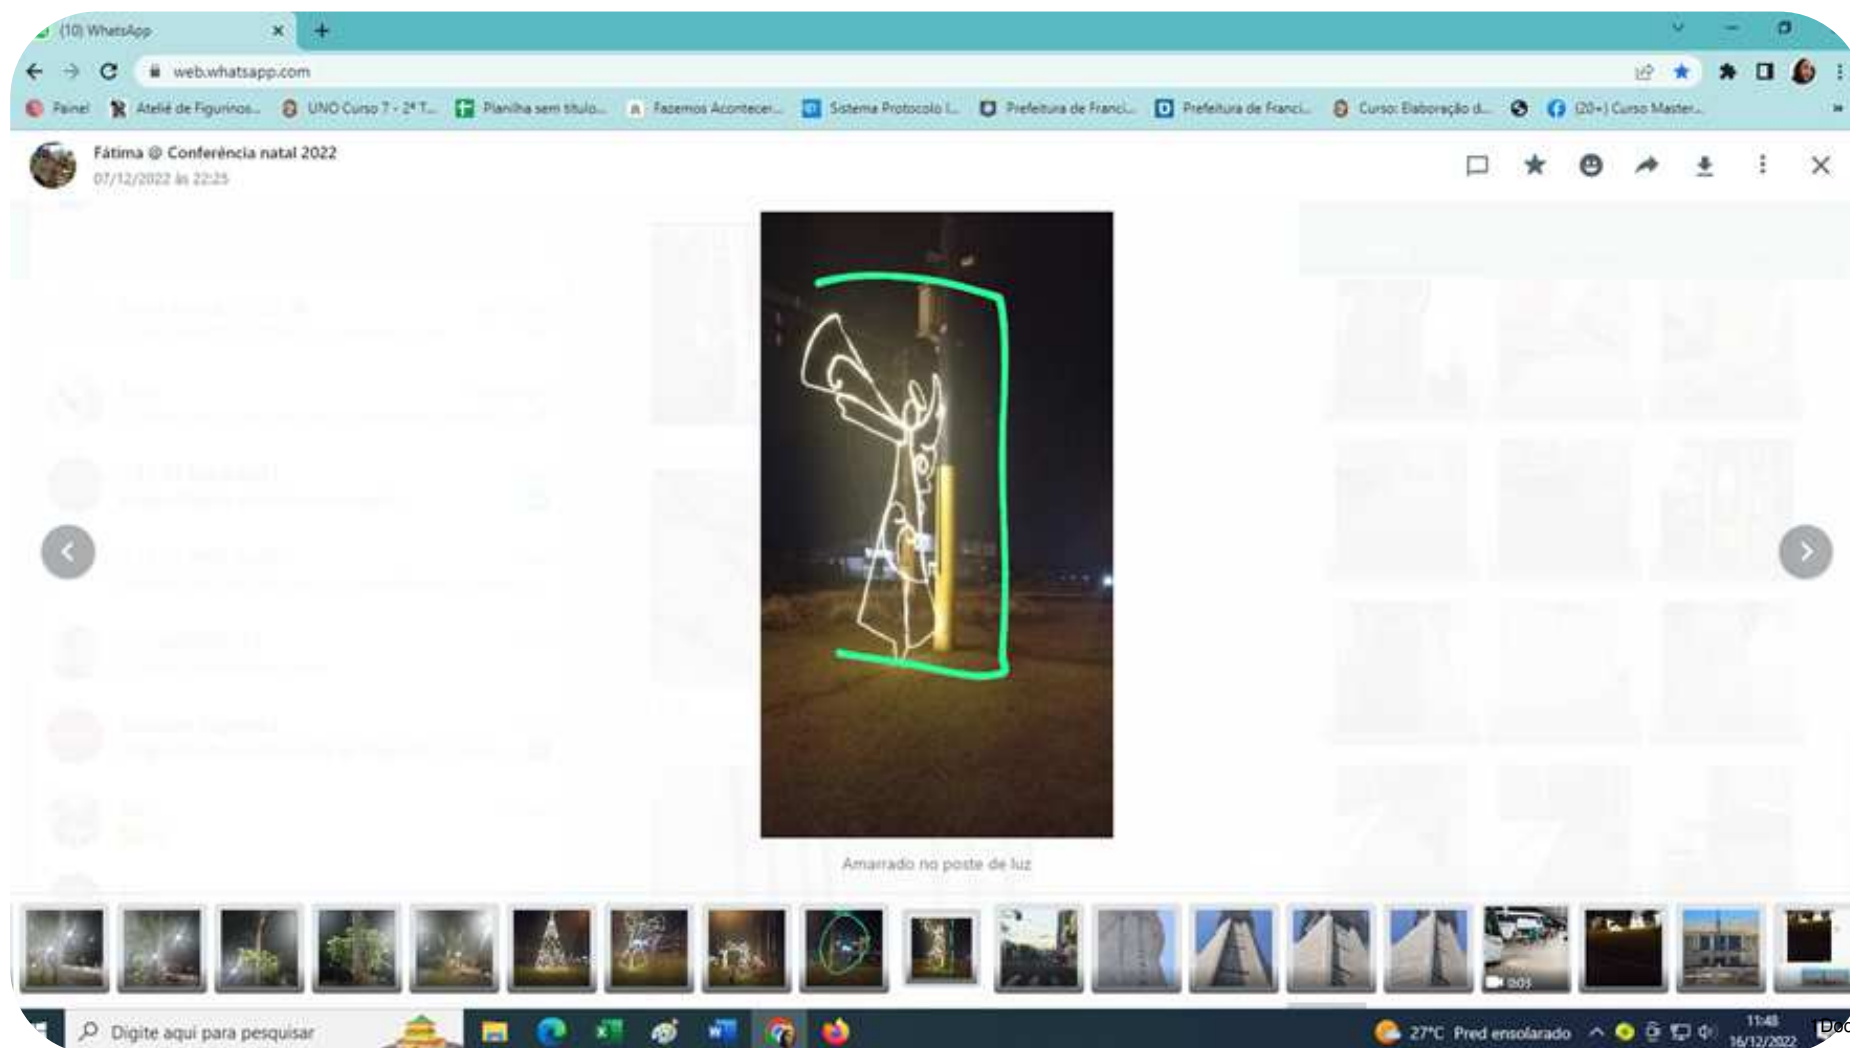 (10) WhatsApp
web.whatsapp.com
Painel
Ateliê de Figurinos...
UNO Curso 7 - 2ª T...
Planilha sem título...
Fazemos Acontecer...
Sistema Protocolo I...
Prefeitura de Franci...
Prefeitura de Franci...
Curso: Elaboração d...
(20+) Curso Master...
Fátima @ Conferência natal 2022
07/12/2022 às 22:25
Amarrado no poste de luz
0:05
Digite aqui para pesquisar
27°C Pred ensolarado
11:48
16/12/2022